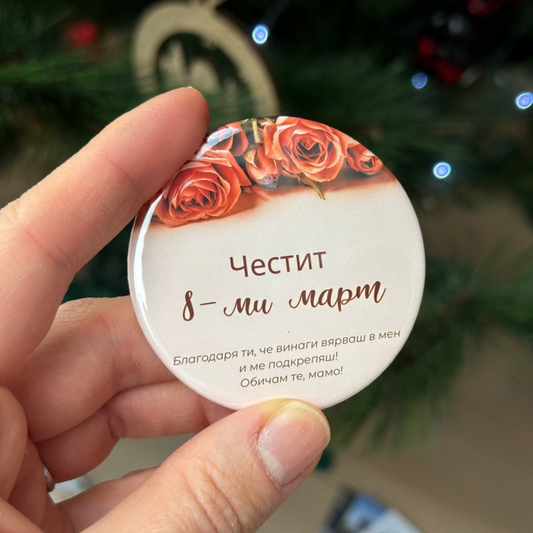 Честит
8-ми март
Благодаря ти, че винаги вярваш в мен
и ме подкрепяш!
Обичам те, мамо!